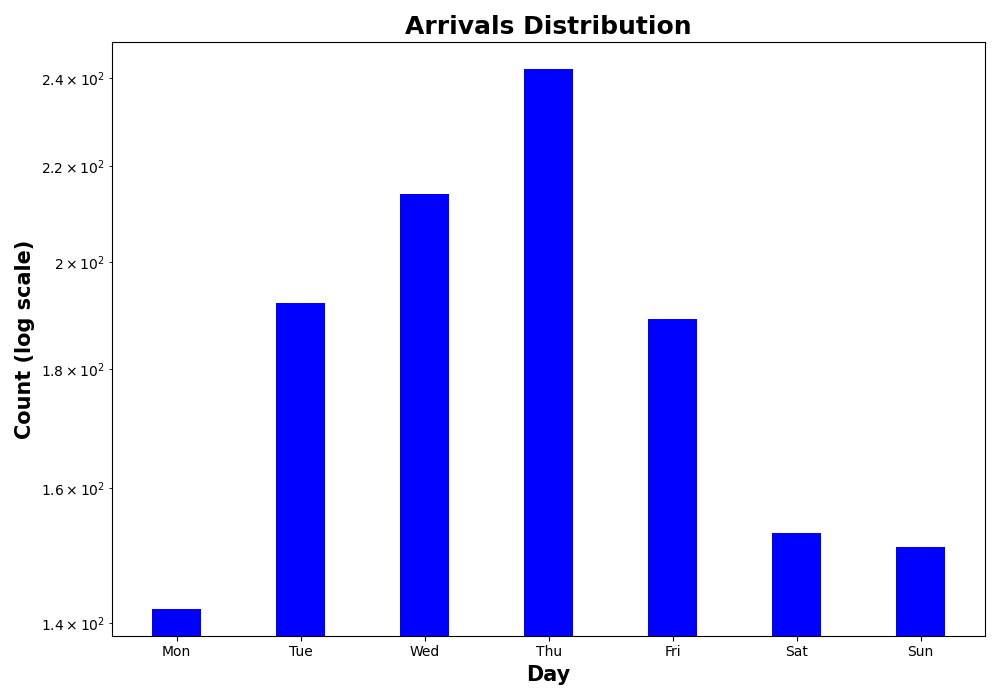 Arrivals Distribution
Count (log scale)
2.4 × 10²
2.2 × 10²
2 × 10²
1.8 × 10²
1.6 × 10²
1.4 × 10²
Mon Tue Wed Thu Fri Sat Sun
Day